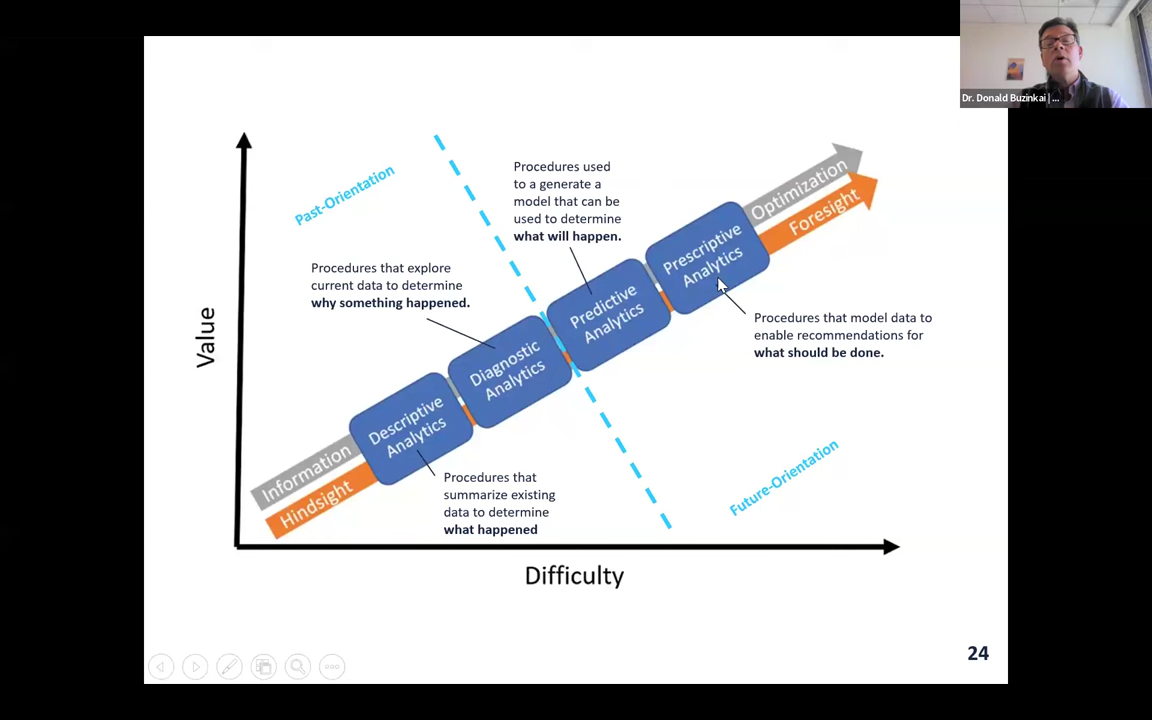 Dr. Donald Buzinkai | ...
Past-Orientation
Procedures used
to a generate a
model that can be
used to determine
what will happen.
Optimization
Foresight
Prescriptive
Analytics
Procedures that explore
current data to determine
why something happened.
Predictive
Analytics
Procedures that model data to
enable recommendations for
what should be done.
Value
Diagnostic
Analytics
Descriptive
Analytics
Information
Hindsight
Procedures that
summarize existing
data to determine
what happened
Future-Orientation
Difficulty
24